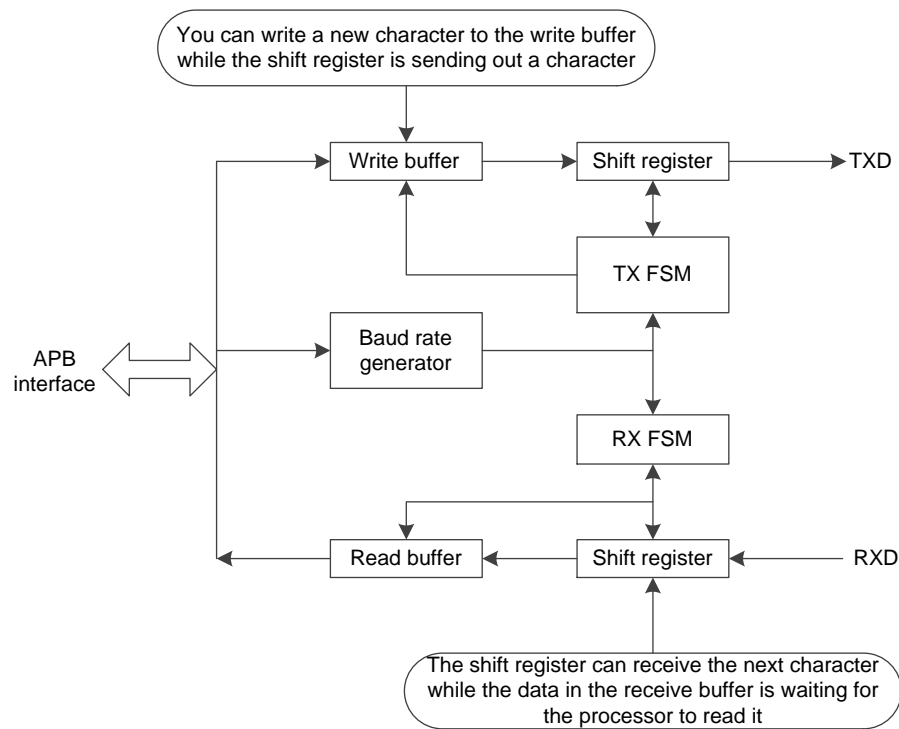 You can write a new character to the write buffer
while the shift register is sending out a character
Write buffer
Shift register
TXD
TX FSM
Baud rate
generator
APB
interface
RX FSM
Read buffer
Shift register
RXD
The shift register can receive the next character
while the data in the receive buffer is waiting for
the processor to read it